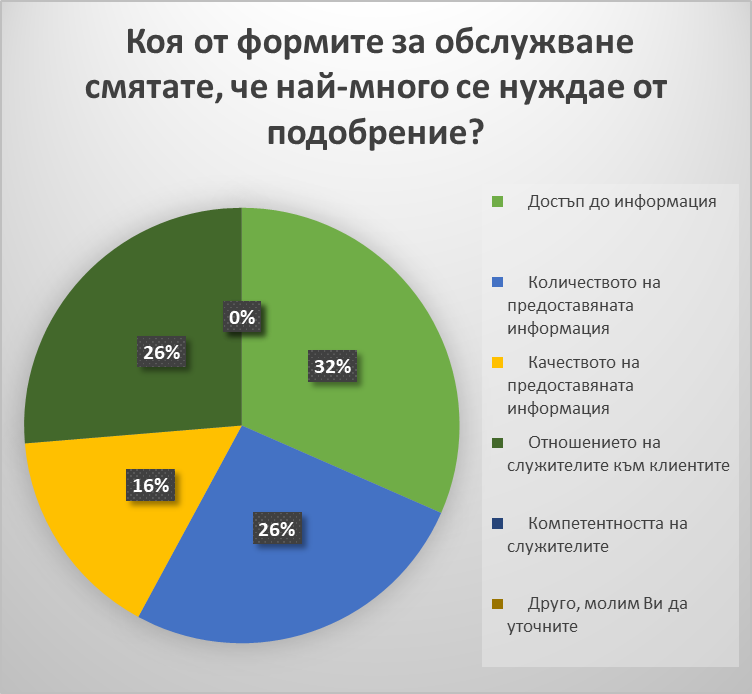 Коя от формите за обслужване
смятате, че най-много се нуждае от
подобрение?
Достъп до информация
Количеството на
предоставяната
информация
Качеството на
предоставяната
информация
Отношението на
служителите към клиентите
Компетентността на
служителите
Друго, молим Ви да
уточните
0%
32%
26%
16%
26%